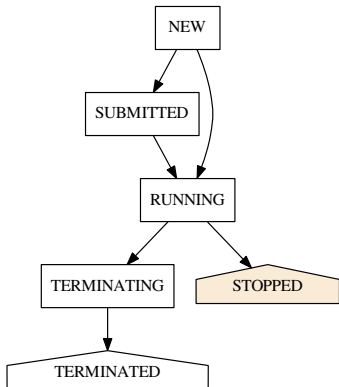 NEW
SUBMITTED
RUNNING
TERMINATING
STOPPED
TERMINATED